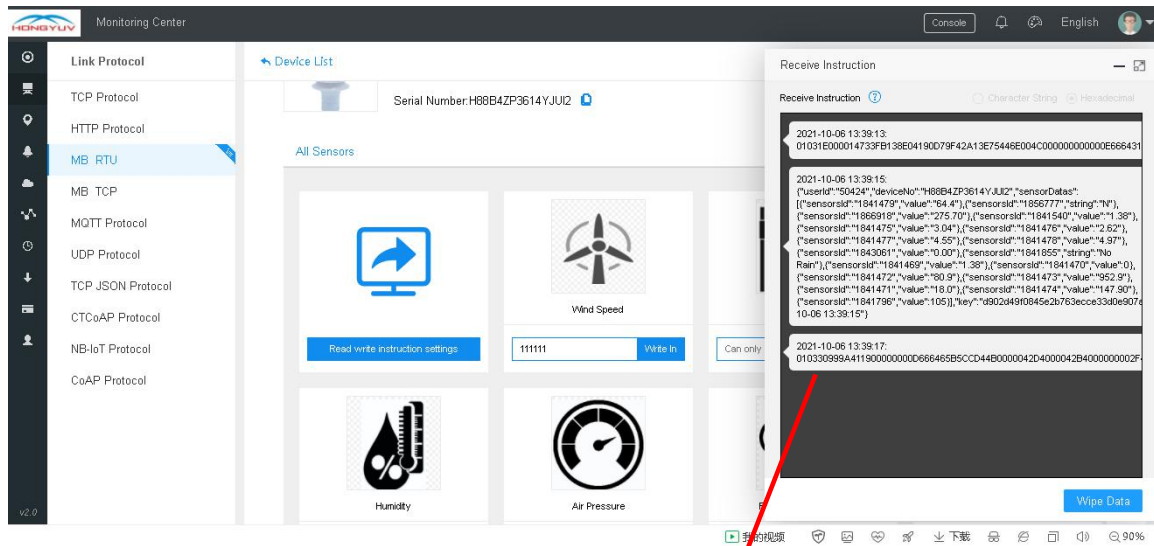 HONGYUV
Monitoring Center
Console
English
Link Protocol
TCP Protocol
HTTP Protocol
MB RTU
MB TCP
MQTT Protocol
UDP Protocol
TCP JSON Protocol
CTCoAP Protocol
NB-IoT Protocol
CoAP Protocol
v2.0
Device List
Serial Number:H88B4ZP3614YJUI2
All Sensors
Read write instruction settings
Wind Speed
111111
Write In
Can only
Humidity
Air Pressure
Receive Instruction
Receive Instruction ?
Character String
Hexadecimal
2021-10-06 13:39:13:
01031E000014733FB138E04190D79F42A13E75446E004C000000000000E666431
2021-10-06 13:39:15:
{"userId":"50424","deviceNo":"H88B4ZP3614YJUI2","sensorDatas":
[{"sensorsId":"1841479","value":"64.4"},{"sensorsId":"1856777","string":"N"},
{"sensorsId":"1866918","value":"275.70"},{"sensorsId":"1841540","value":"1.38"},
{"sensorsId":"1841475","value":"3.04"},{"sensorsId":"1841476","value":"2.62"},
{"sensorsId":"1841477","value":"4.55"},{"sensorsId":"1841478","value":"4.97"},
{"sensorsId":"1843061","value":"0.00"},{"sensorsId":"1841855","string":"No
Rain"},{"sensorsId":"1841469","value":"1.38"},{"sensorsId":"1841470","value":0},
{"sensorsId":"1841472","value":"80.9"},{"sensorsId":"1841473","value":"952.9"},
{"sensorsId":"1841471","value":"18.0"},{"sensorsId":"1841474","value":"147.90"},
{"sensorsId":"1841796","value":105}],"key":"d902d49f0845e2b763ecce33d0e907e
10-06 13:39:15"}
2021-10-06 13:39:17:
010330999A411900000000D666465B5CCD44B0000042D4000042B4000000002F
Wipe Data
我的视频
下载
90%